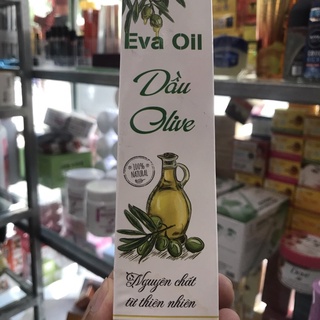 Eva Oil
Dầu
Olive
100%
NATURAL
Nguyên chất
từ thiên nhiên